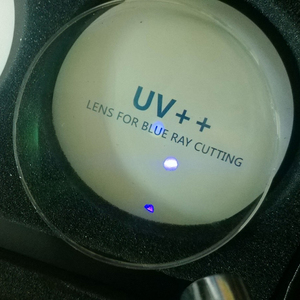 UV++
LENS FOR BLUE RAY CUTTING